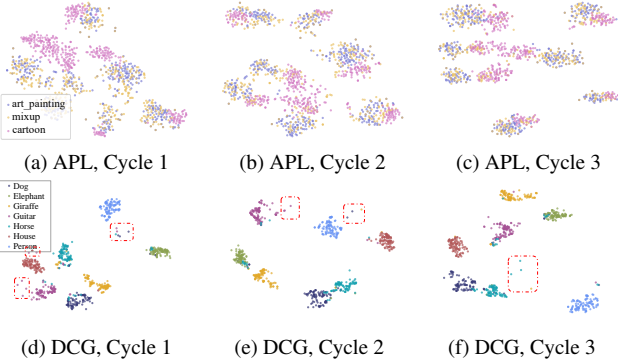 art_painting
mixup
cartoon
(a) APL, Cycle 1
(b) APL, Cycle 2
(c) APL, Cycle 3
Dog
Elephant
Giraffe
Guitar
Horse
House
Person
(d) DCG, Cycle 1
(e) DCG, Cycle 2
(f) DCG, Cycle 3